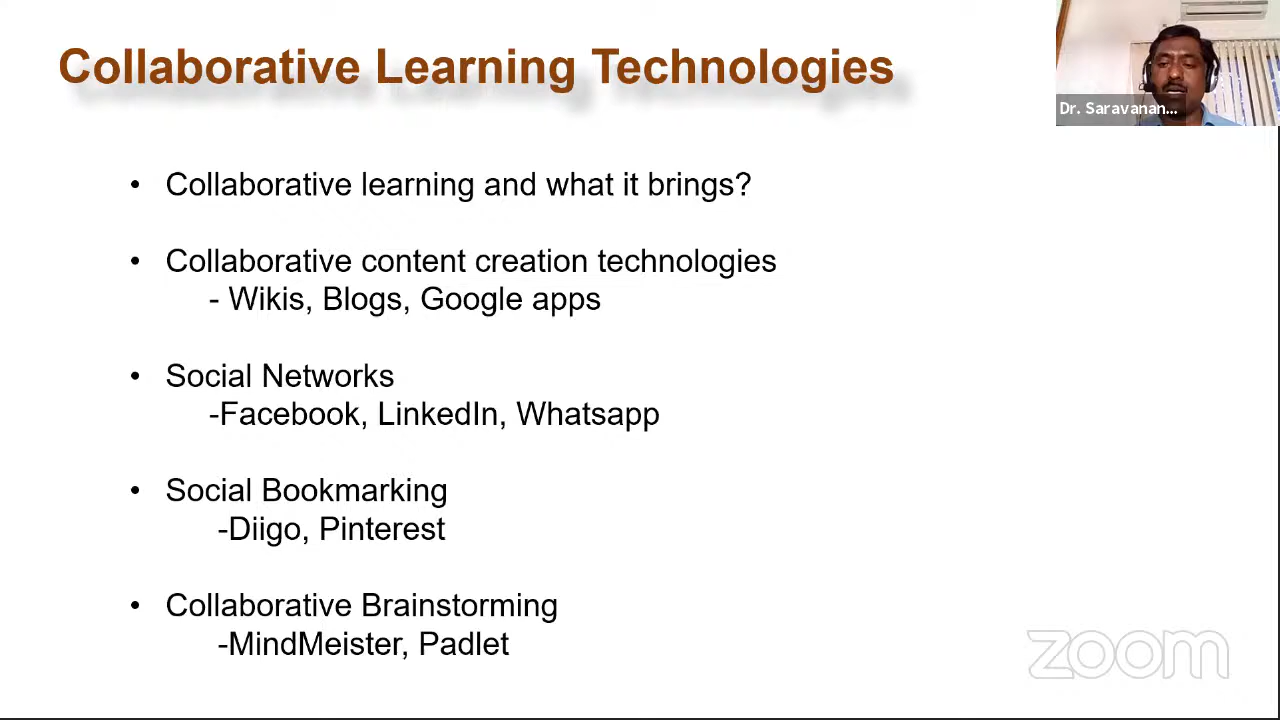 Collaborative Learning Technologies
Dr. Saravanan...
• Collaborative learning and what it brings?
• Collaborative content creation technologies
- Wikis, Blogs, Google apps
• Social Networks
-Facebook, LinkedIn, Whatsapp
• Social Bookmarking
-Diigo, Pinterest
• Collaborative Brainstorming
-MindMeister, Padlet
zoom